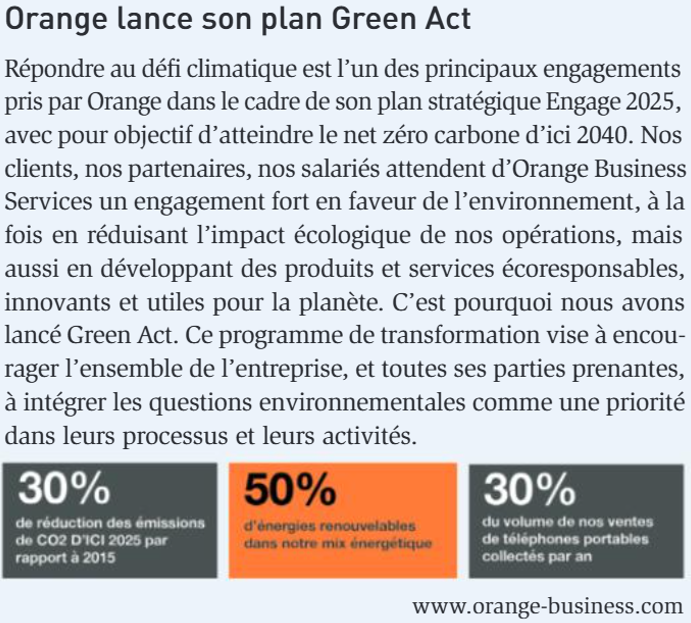 Orange lance son plan Green Act
Répondre au défi climatique est l’un des principaux engagements
pris par Orange dans le cadre de son plan stratégique Engage 2025,
avec pour objectif d’atteindre le net zéro carbone d’ici 2040. Nos
clients, nos partenaires, nos salariés attendent d’Orange Business
Services un engagement fort en faveur de l’environnement, à la
fois en réduisant l’impact écologique de nos opérations, mais
aussi en développant des produits et services écoresponsables,
innovants et utiles pour la planète. C’est pourquoi nous avons
lancé Green Act. Ce programme de transformation vise à encou-
rager l’ensemble de l’entreprise, et toutes ses parties prenantes,
à intégrer les questions environnementales comme une priorité
dans leurs processus et leurs activités.
30%
de réduction des émissions
de CO2 D'ICI 2025 par
rapport à 2015
50%
d'énergies renouvelables
dans notre mix énergétique
30%
du volume de nos ventes
de téléphones portables
collectés par an
www.orange-business.com